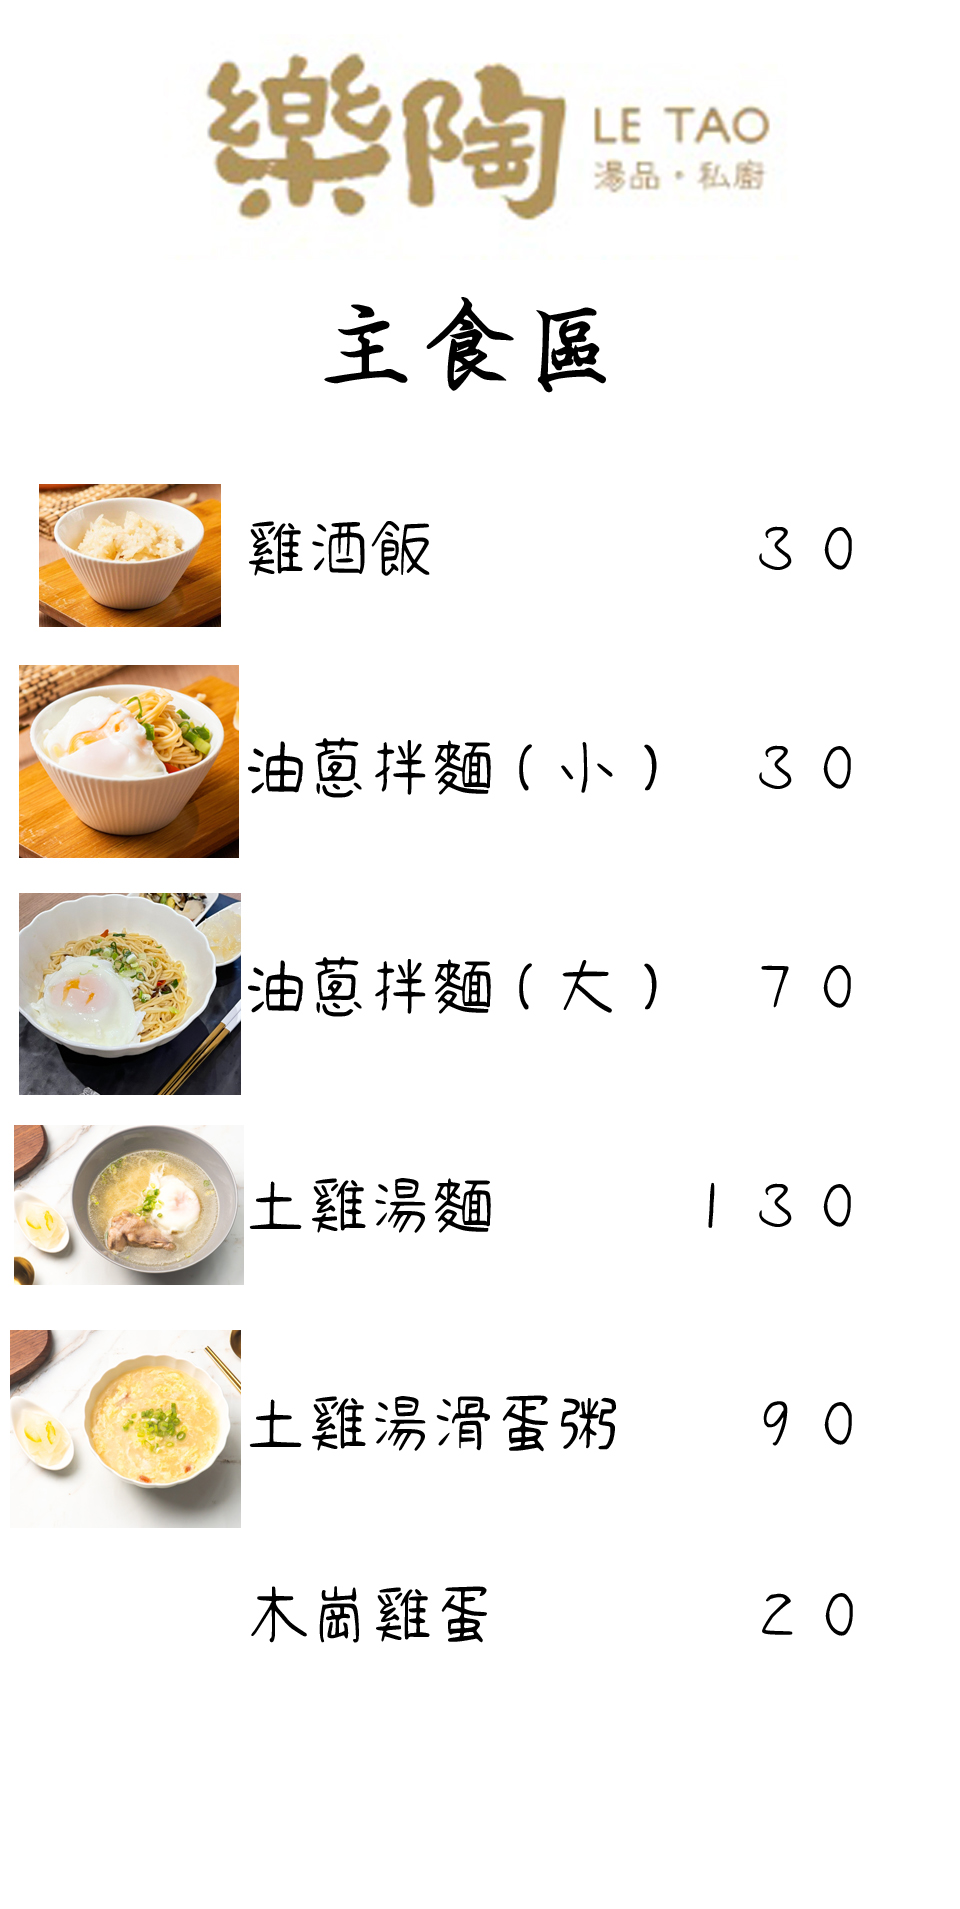 樂陶 LE TAO
湯品・私廚
主食區
雞酒飯 30
油蔥拌麵(小) 30
油蔥拌麵(大) 70
土雞湯麵 130
土雞湯滑蛋粥 90
木崗雞蛋 20